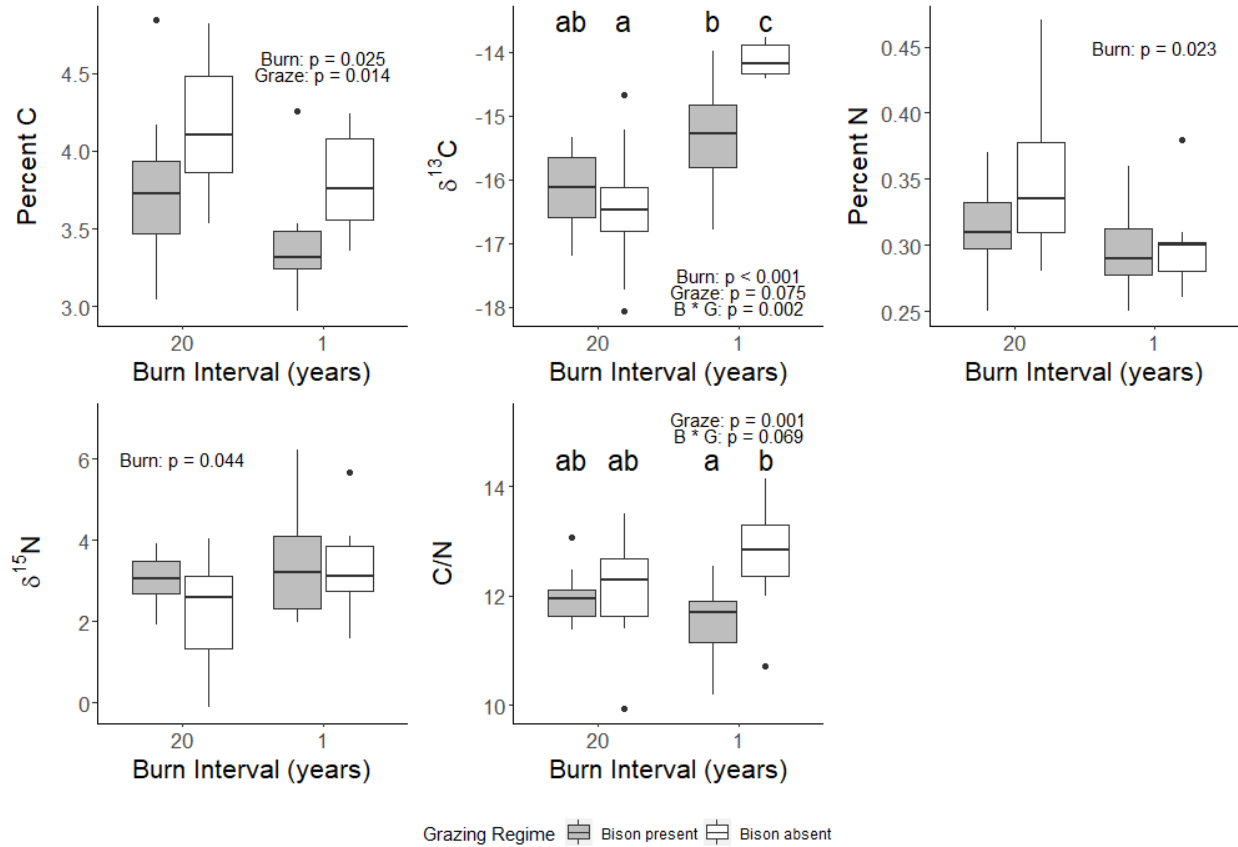 Percent C
4.5
4.0
3.5
3.0
Burn: p = 0.025
Graze: p = 0.014
20 1
Burn Interval (years)
δ¹³C
-14
-15
-16
-17
-18
ab a b c
Burn: p < 0.001
Graze: p = 0.075
B * G: p = 0.002
20 1
Burn Interval (years)
Percent N
0.45
0.40
0.35
0.30
0.25
Burn: p = 0.023
20 1
Burn Interval (years)
δ¹⁵N
6
4
2
0
Burn: p = 0.044
20 1
Burn Interval (years)
C/N
14
12
10
Graze: p = 0.001
B * G: p = 0.069
ab ab a b
20 1
Burn Interval (years)
Grazing Regime Bison present Bison absent